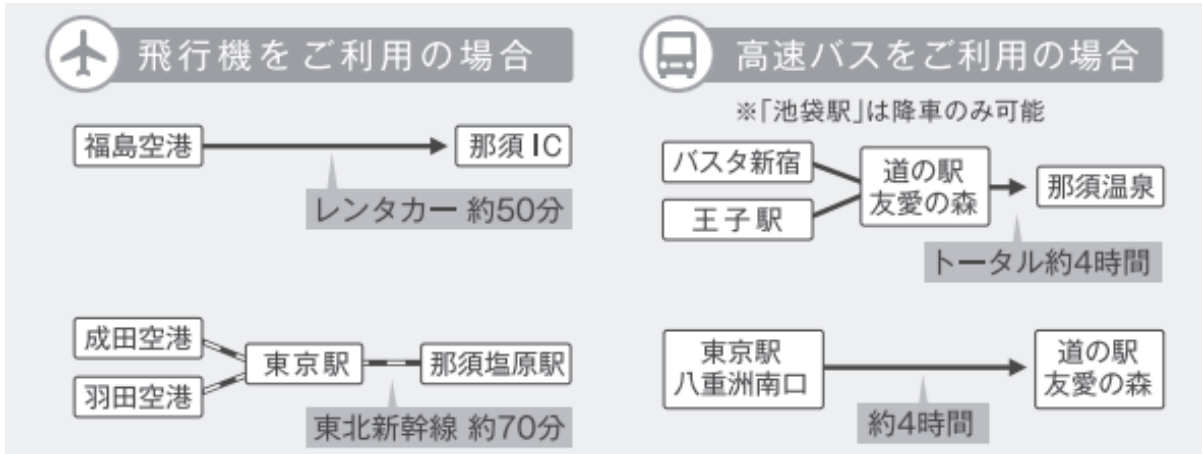 飛行機をご利用の場合
福島空港
那須IC
レンタカー 約50分
成田空港
羽田空港
東京駅
那須塩原駅
東北新幹線 約70分
高速バスをご利用の場合
※「池袋駅」は降車のみ可能
バスタ新宿
王子駅
道の駅
友愛の森
那須温泉
トータル約4時間
東京駅
八重洲南口
道の駅
友愛の森
約4時間